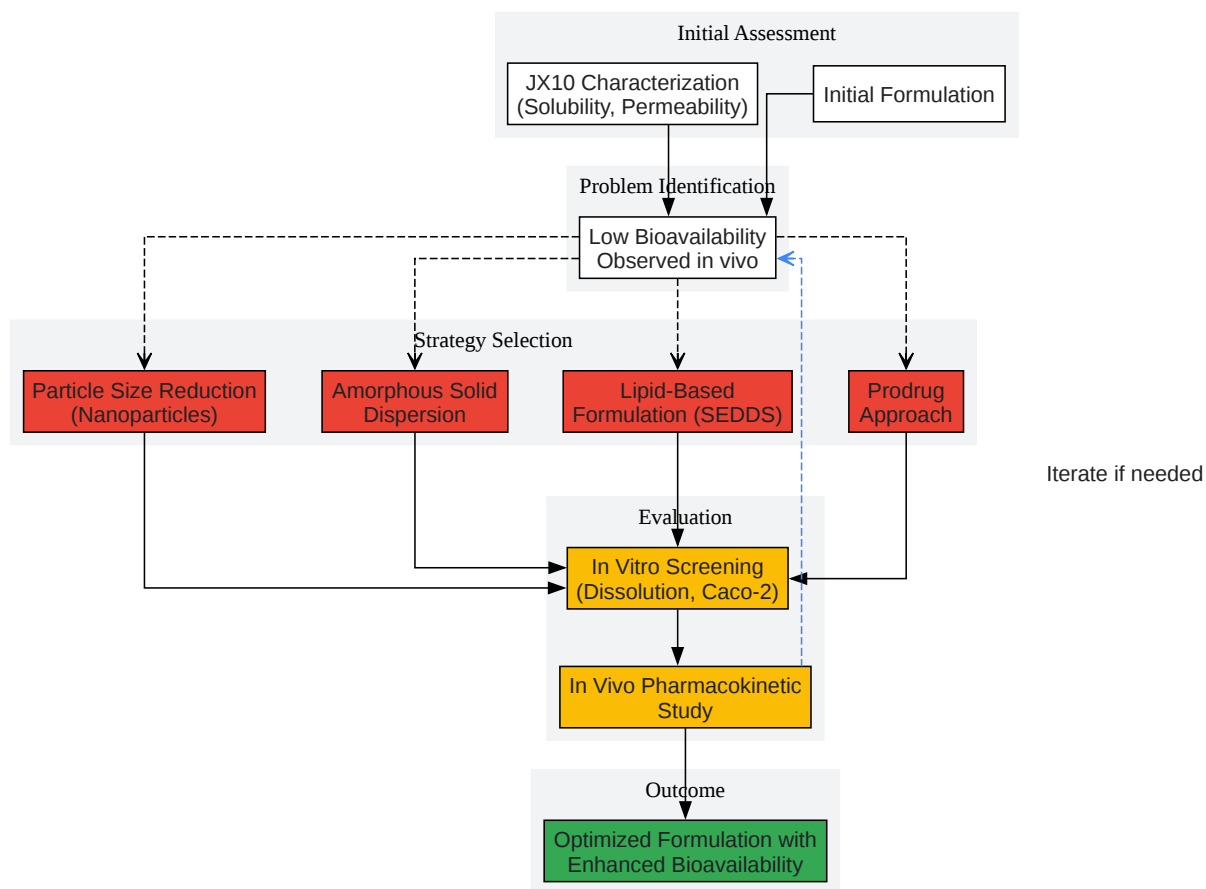 Initial Assessment
JX10 Characterization
(Solubility, Permeability)
Initial Formulation
Problem Identification
Low Bioavailability
Observed in vivo
Strategy Selection
Particle Size Reduction
(Nanoparticles)
Amorphous Solid
Dispersion
Lipid-Based
Formulation (SEDDS)
Prodrug
Approach
Iterate if needed
Evaluation
In Vitro Screening
(Dissolution, Caco-2)
In Vivo Pharmacokinetic
Study
Outcome
Optimized Formulation with
Enhanced Bioavailability